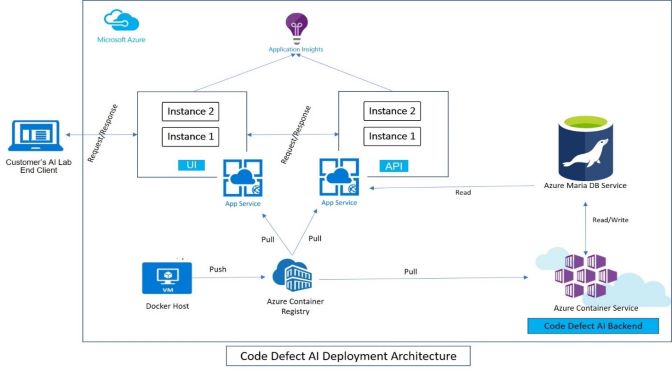 Microsoft Azure
Application Insights
Instance 2
Instance 1
UI
Instance 2
Instance 1
API
Request/Response
Request/Response
Customer's AI Lab
End Client
App Service
App Service
Azure Maria DB Service
Read
Read/Write
Pull
Pull
Push
Pull
VM
Docker Host
Azure Container
Registry
Azure Container Service
Code Defect AI Backend
Code Defect AI Deployment Architecture